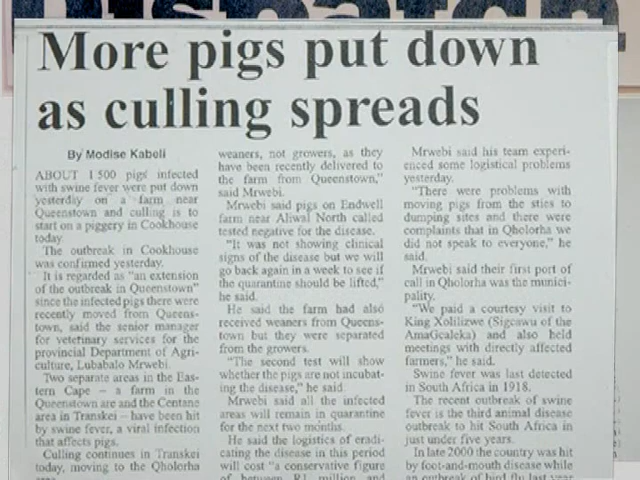 Dispatch
More pigs put down
as culling spreads
By Modise Kabeli
ABOUT 1 500 pigs infected
with swine fever were put down
yesterday on a farm near
Queenstown and culling is to
start on a piggery in Cookhouse
today.
The outbreak in Cookhouse
was confirmed yesterday.
It is regarded as "an extension
of the outbreak in Queenstown"
since the infected pigs there were
recently moved from Queens-
town, said the senior manager
for veterinary services for the
provincial Department of Agri-
culture, Lubabalo Mrwebi.
Two separate areas in the Eas-
tern Cape – a farm in the
Queenstown are and the Centane
area in Transkei – have been hit
by swine fever, a viral infection
that affects pigs.
Culling continues in Transkei
today, moving to the Qholorha
area.
weaners, not growers, as they
have been recently delivered to
the farm from Queenstown,"
said Mrwebi.
Mrwebi said pigs on Endwell
farm near Aliwal North called
tested negative for the disease.
"It was not showing clinical
signs of the disease but we will
go back again in a week to see if
the quarantine should be lifted,"
he said.
He said the farm had also
received weaners from Queens-
town but they were separated
from the growers.
"The second test will show
whether the pigs are not incubat-
ing the disease," he said.
Mrwebi said all the infected
areas will remain in quarantine
for the next two months.
He said the logistics of eradi-
cating the disease in this period
will cost "a conservative figure
of between R1 million and
Mrwebi said his team experi-
enced some logistical problems
yesterday.
"There were problems with
moving pigs from the sties to
dumping sites and there were
complaints that in Qholorha we
did not speak to everyone," he
said.
Mrwebi said their first port of
call in Qholorha was the munici-
pality.
"We paid a courtesy visit to
King Xolilizwe (Sigcawu of the
AmaGcaleka) and also held
meetings with directly affected
farmers," he said.
Swine fever was last detected
in South Africa in 1918.
The recent outbreak of swine
fever is the third animal disease
outbreak to hit South Africa in
just under five years.
In late 2000 the country was hit
by foot-and-mouth disease while
an outbreak of bird flu last year